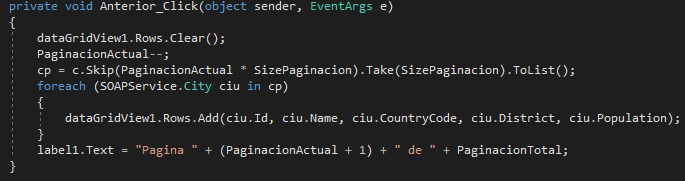 private void Anterior_Click(object sender, EventArgs e)
{
dataGridView1.Rows.Clear();
PaginacionActual--;
cp = c.Skip(PaginacionActual * SizePaginacion).Take(SizePaginacion).ToList();
foreach (SOAPService.City ciu in cp)
{
dataGridView1.Rows.Add(ciu.Id, ciu.Name, ciu.CountryCode, ciu.District, ciu.Population);
}
label1.Text = "Pagina " + (PaginacionActual + 1) + " de " + PaginacionTotal;
}